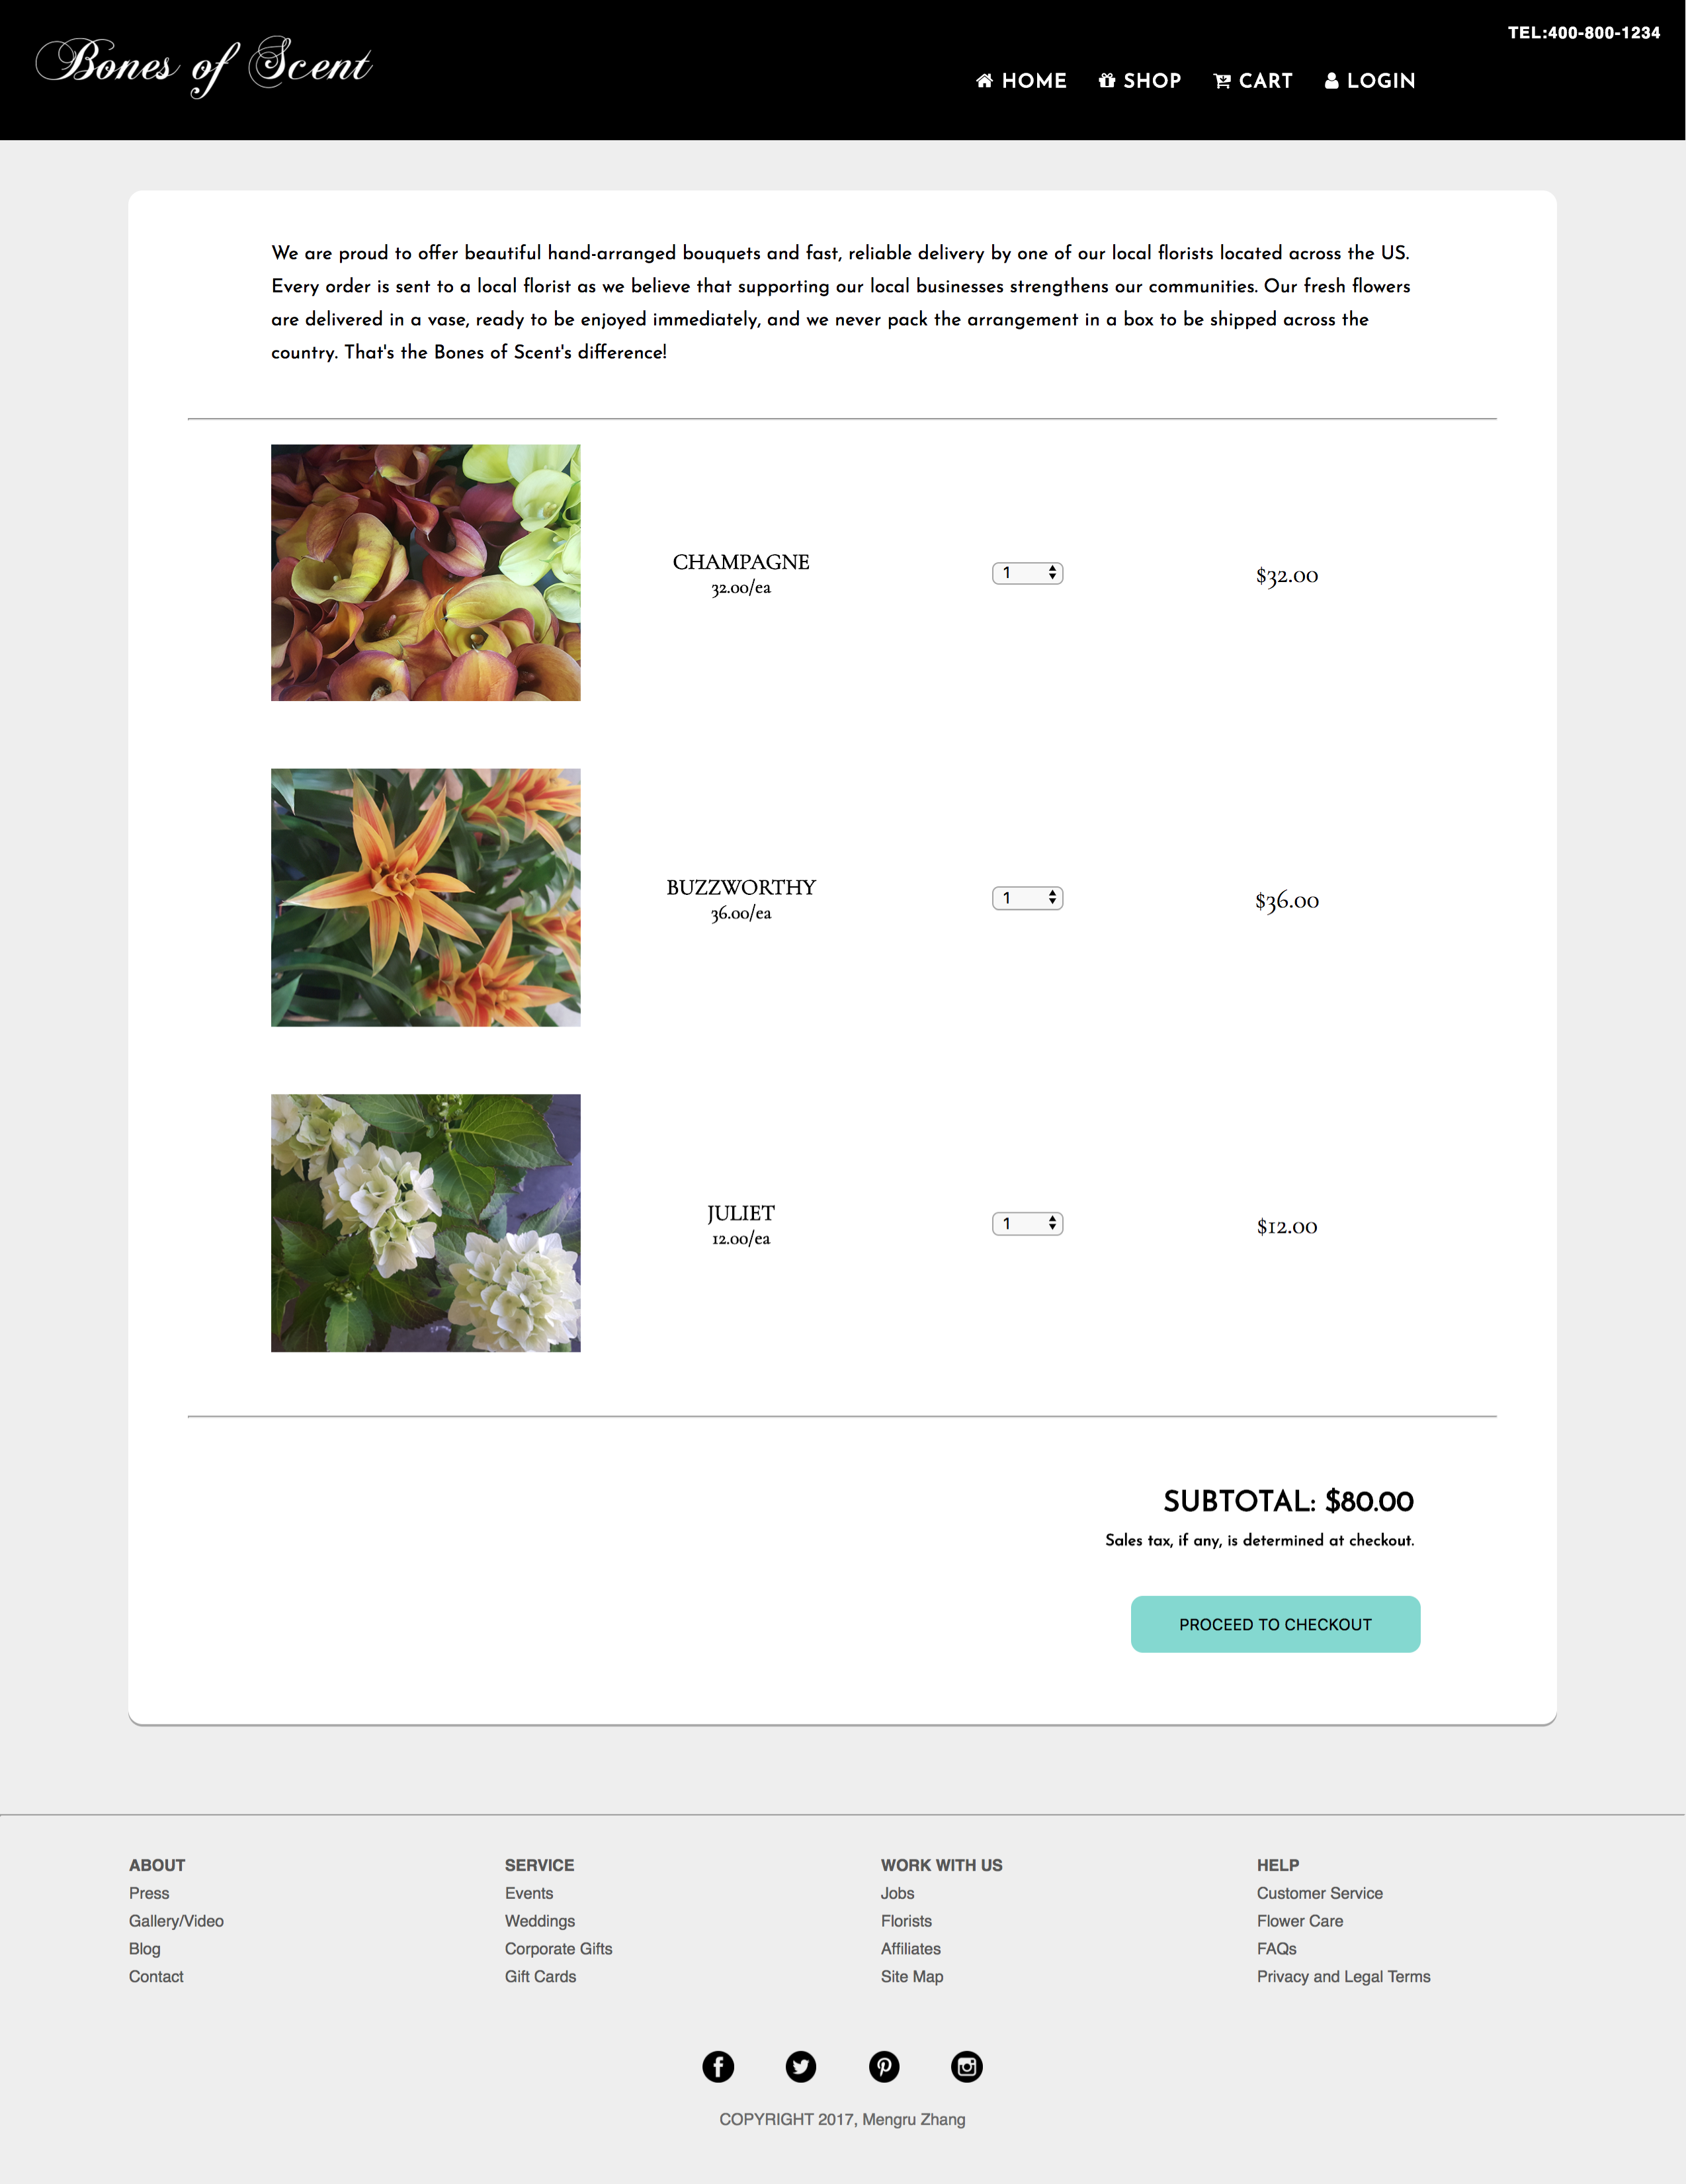 TEL:400-800-1234
Bones of Scent
HOME SHOP CART LOGIN
We are proud to offer beautiful hand-arranged bouquets and fast, reliable delivery by one of our local florists located across the US.
Every order is sent to a local florist as we believe that supporting our local businesses strengthens our communities. Our fresh flowers
are delivered in a vase, ready to be enjoyed immediately, and we never pack the arrangement in a box to be shipped across the
country. That's the Bones of Scent's difference!
CHAMPAGNE
32.00/ea
1
$32.00
BUZZWORTHY
36.00/ea
1
$36.00
JULIET
12.00/ea
1
$12.00
SUBTOTAL: $80.00
Sales tax, if any, is determined at checkout.
PROCEED TO CHECKOUT
ABOUT
Press
Gallery/Video
Blog
Contact
SERVICE
Events
Weddings
Corporate Gifts
Gift Cards
WORK WITH US
Jobs
Florists
Affiliates
Site Map
HELP
Customer Service
Flower Care
FAQs
Privacy and Legal Terms
COPYRIGHT 2017, Mengru Zhang